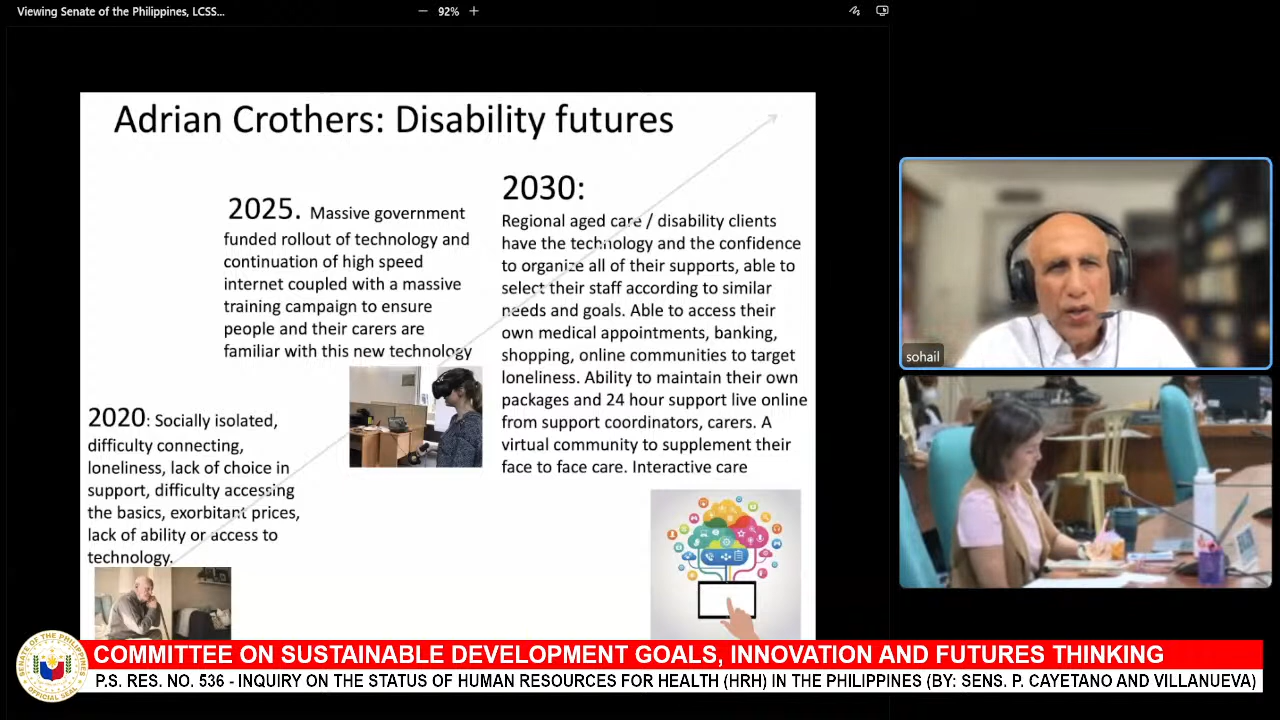 Viewing Senate of the Philippines, LCSS...
92%
Adrian Crothers: Disability futures
2025. Massive government
funded rollout of technology and
continuation of high speed
internet coupled with a massive
training campaign to ensure
people and their carers are
familiar with this new technology
2030:
Regional aged care / disability clients
have the technology and the confidence
to organize all of their supports, able to
select their staff according to similar
needs and goals. Able to access their
own medical appointments, banking,
shopping, online communities to target
loneliness. Ability to maintain their own
packages and 24 hour support live online
from support coordinators, carers. A
virtual community to supplement their
face to face care. Interactive care
2020: Socially isolated,
difficulty connecting,
loneliness, lack of choice in
support, difficulty accessing
the basics, exorbitant prices,
lack of ability or access to
technology.
sohail
SENATE OF THE PHILIPPINES
OFFICIAL SEAL
COMMITTEE ON SUSTAINABLE DEVELOPMENT GOALS, INNOVATION AND FUTURES THINKING
P.S. RES. NO. 536 - INQUIRY ON THE STATUS OF HUMAN RESOURCES FOR HEALTH (HRH) IN THE PHILIPPINES (BY: SENS. P. CAYETANO AND VILLANUEVA)